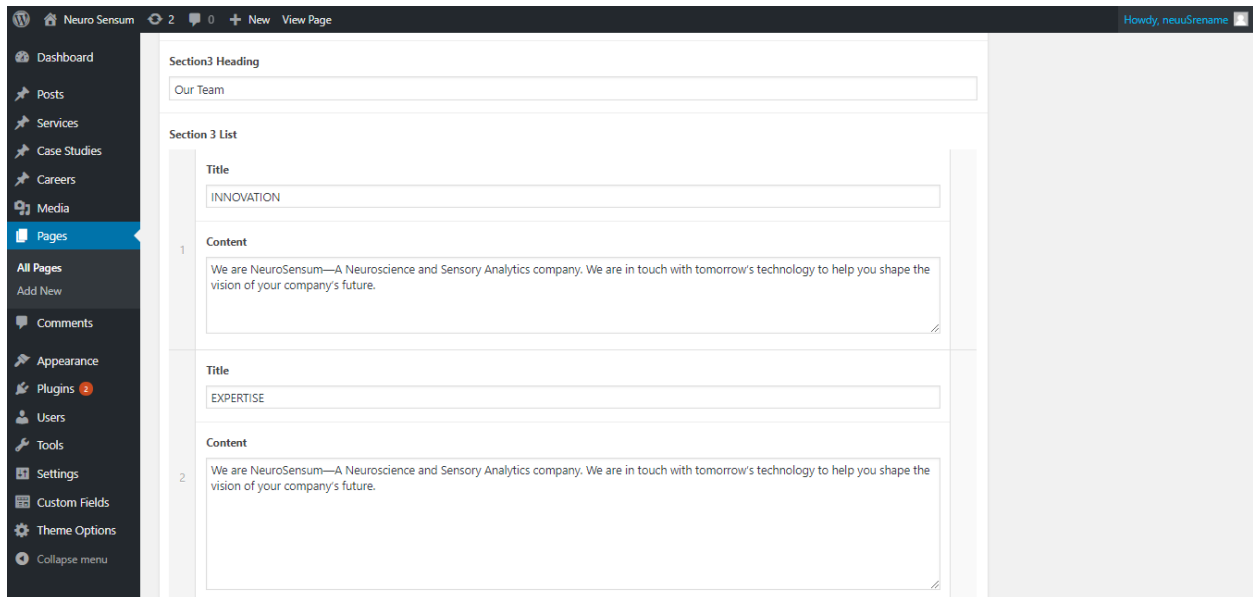 Neuro Sensum 2 0 New View Page Howdy, neuuSrename
Dashboard
Posts
Services
Case Studies
Careers
Media
Pages
All Pages
Add New
Comments
Appearance
Plugins 2
Users
Tools
Settings
Custom Fields
Theme Options
Collapse menu
Section3 Heading
Our Team
Section 3 List
1
Title
INNOVATION
Content
We are NeuroSensum—A Neuroscience and Sensory Analytics company. We are in touch with tomorrow's technology to help you shape the
vision of your company's future.
2
Title
EXPERTISE
Content
We are NeuroSensum—A Neuroscience and Sensory Analytics company. We are in touch with tomorrow's technology to help you shape the
vision of your company's future.